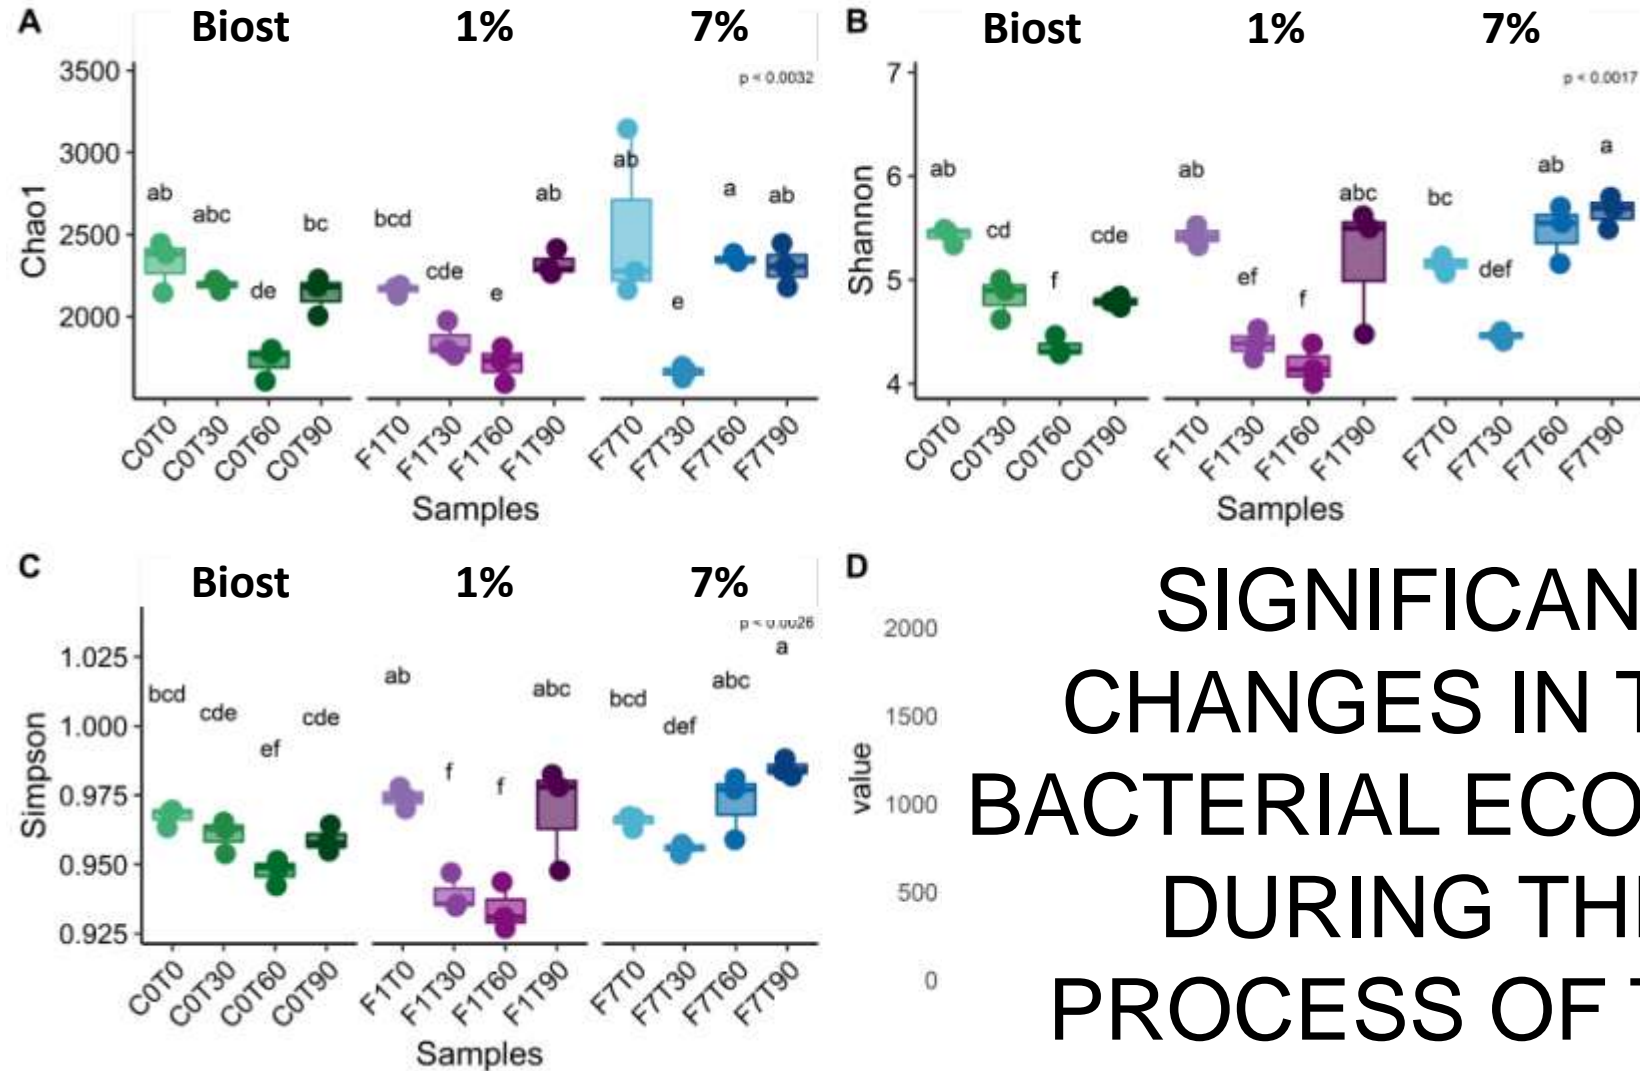 A
Biost 1% 7%
p < 0.0032
Chao1
3500
3000
2500
2000
ab abc de bc bcd cde e ab ab e a ab
C0T0 C0T30 C0T60 C0T90 F1T0 F1T30 F1T60 F1T90 F7T0 F7T30 F7T60 F7T90
Samples
B
Biost 1% 7%
p < 0.0017
Shannon
7
6
5
4
ab cd f cde ab ef f abc bc def ab a
C0T0 C0T30 C0T60 C0T90 F1T0 F1T30 F1T60 F1T90 F7T0 F7T30 F7T60 F7T90
Samples
C
Biost 1% 7%
p < 0.0026
Simpson
1.025
1.000
0.975
0.950
0.925
bcd cde ef cde ab f f abc bcd def abc a
C0T0 C0T30 C0T60 C0T90 F1T0 F1T30 F1T60 F1T90 F7T0 F7T30 F7T60 F7T90
Samples
D
value
2000
1500
1000
500
0
SIGNIFICAN
CHANGES IN T
BACTERIAL ECO
DURING TH
PROCESS OF